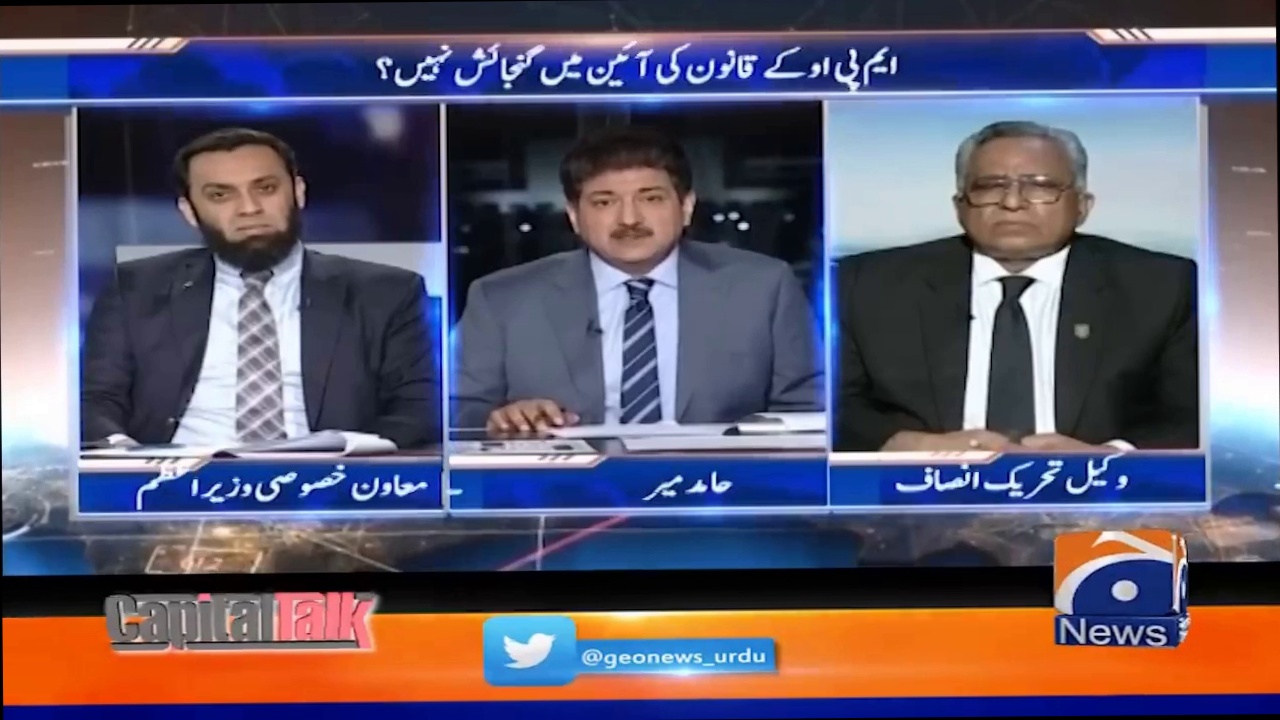 ایم پی او کے قانون کی آئین میں گنجائش نہیں؟
معاون خصوصی وزیراعظم
حامد میر
وکیل تحریک انصاف
Capital Talk
@geonews_urdu
News